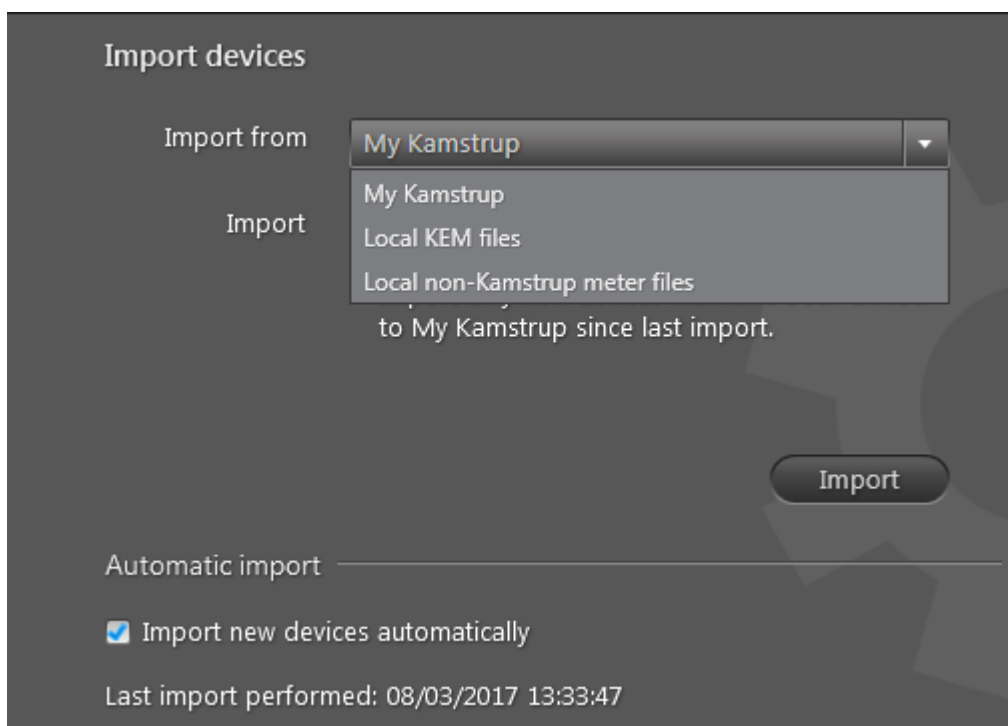 Import devices
Import from
My Kamstrup
My Kamstrup
Import
Local KEM files
Local non-Kamstrup meter files
to My Kamstrup since last import.
Import
Automatic import
Import new devices automatically
Last import performed: 08/03/2017 13:33:47